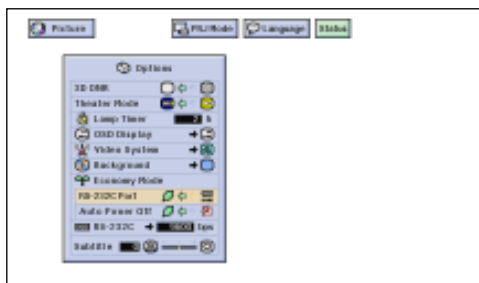 Picture
PRJ Mode
Language
Status
Options
3D DNR
Theater Mode
Lamp Timer h
OSD Display
Video System
Background
Economy Mode
RS-232C Port
Auto Power Off
RS-232C 9600 bps
Subtitle